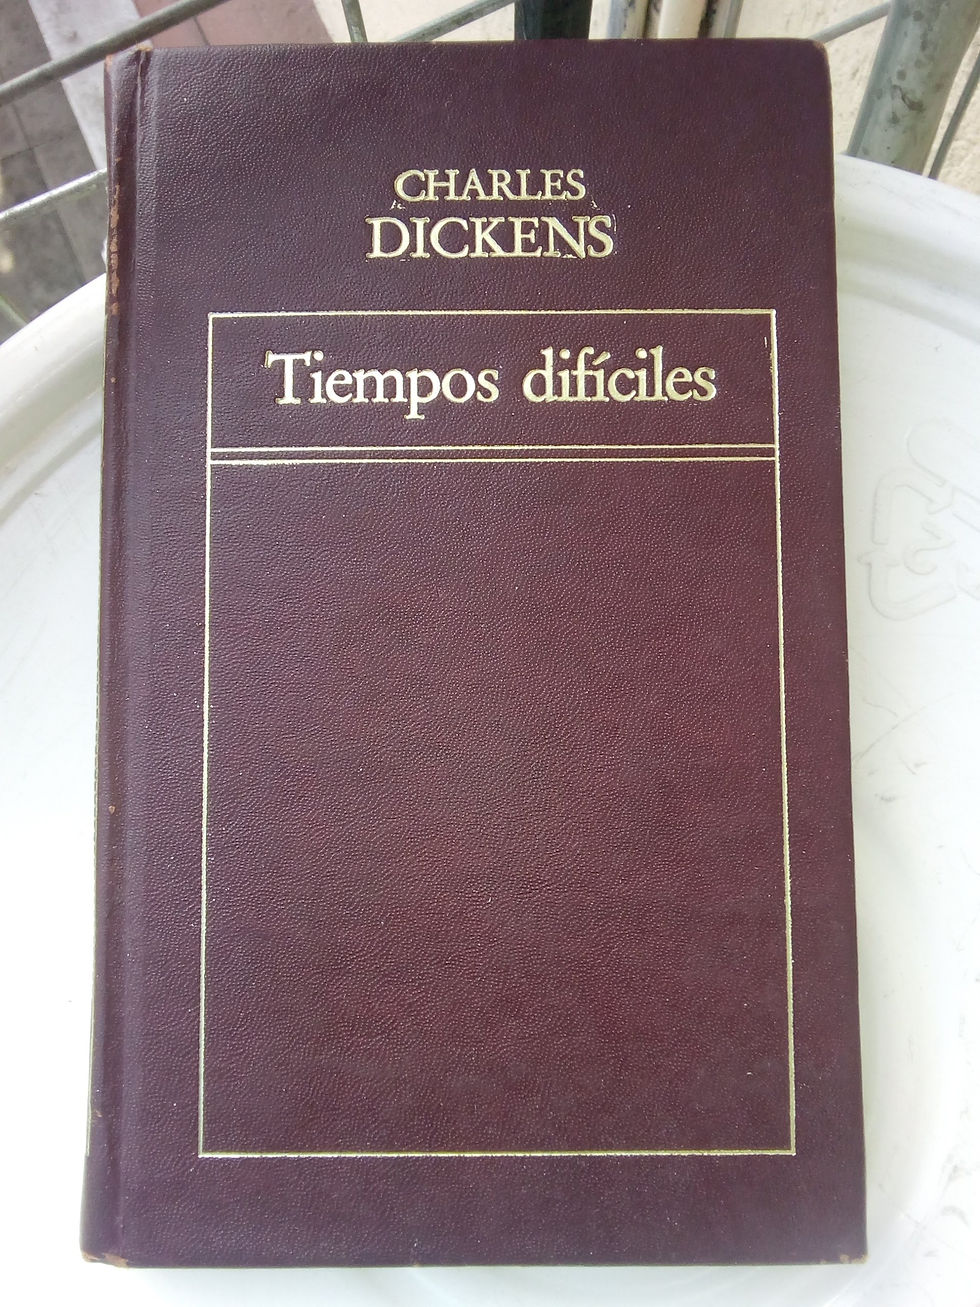 CHARLES
DICKENS
Tiempos difíciles